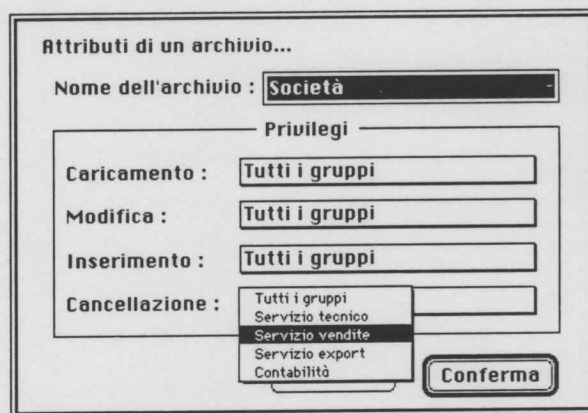 Attributi di un archivio...
Nome dell'archivio : Società
Privilegi
Caricamento : Tutti i gruppi
Modifica : Tutti i gruppi
Inserimento : Tutti i gruppi
Cancellazione :
Tutti i gruppi
Servizio tecnico
Servizio vendite
Servizio export
Contabilità
Conferma